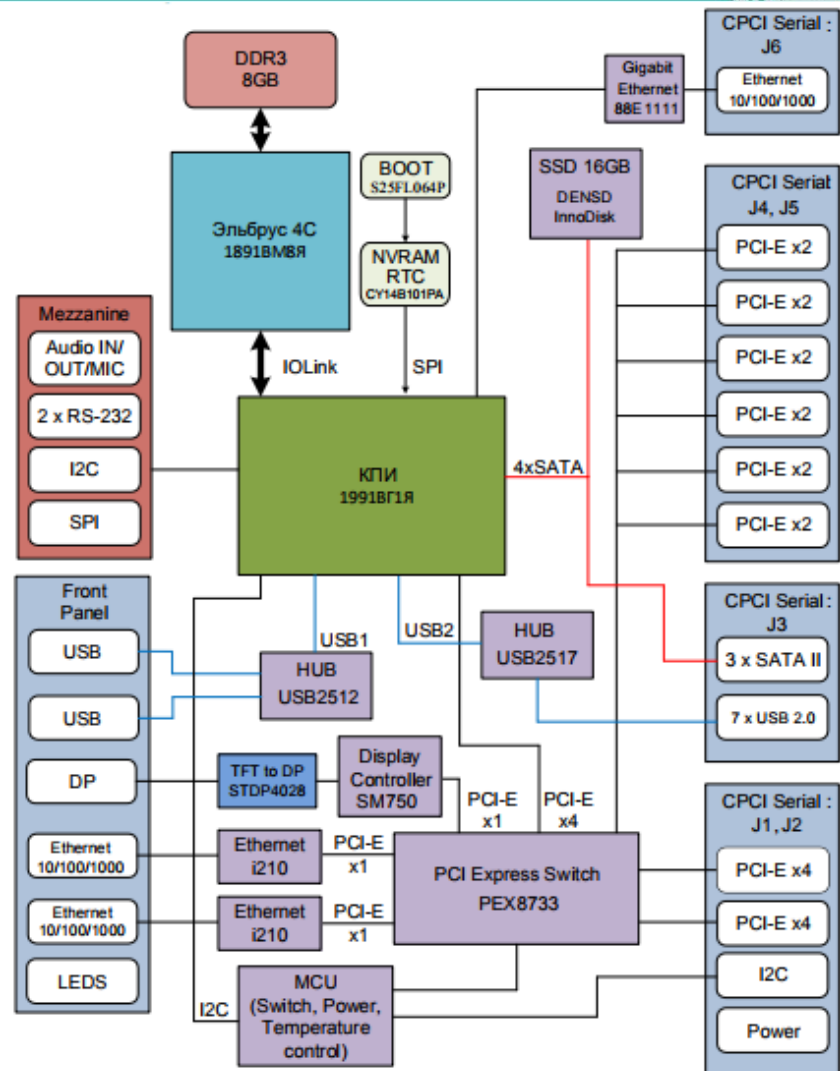 CPCI Serial :
J6
Ethernet
10/100/1000
Gigabit
Ethernet
88E1111
DDR3
8GB
Эльбрус 4С
1891ВМ8Я
BOOT
S25FL064P
NVRAM
RTC
CY14B101PA
SSD 16GB
DENSD
InnoDisk
CPCI Serial
J4, J5
PCI-E x2
PCI-E x2
PCI-E x2
PCI-E x2
PCI-E x2
PCI-E x2
Mezzanine
Audio IN/
OUT/MIC
2 x RS-232
I2C
SPI
IOLink
SPI
КПИ
1991ВГ1Я
4xSATA
Front
Panel
USB
USB
DP
Ethernet
10/100/1000
Ethernet
10/100/1000
LEDS
USB1
USB2
HUB
USB2512
HUB
USB2517
CPCI Serial :
J3
3 x SATA II
7 x USB 2.0
TFT to DP
STDP4028
Display
Controller
SM750
PCI-E
x1
PCI-E
x4
Ethernet
i210
PCI-E
x1
Ethernet
i210
PCI-E
x1
PCI Express Switch
PEX8733
CPCI Serial :
J1, J2
PCI-E x4
PCI-E x4
I2C
Power
I2C
MCU
(Switch, Power,
Temperature
control)